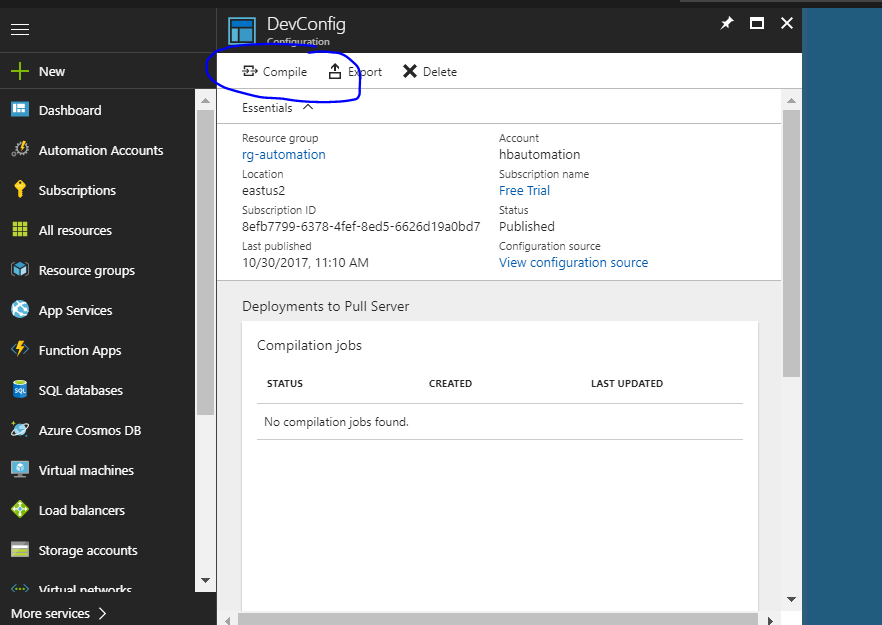 DevConfig
Configuration
New
Dashboard
Automation Accounts
Subscriptions
All resources
Resource groups
App Services
Function Apps
SQL databases
Azure Cosmos DB
Virtual machines
Load balancers
Storage accounts
Virtual networks
More services
Compile Export Delete
Essentials
Resource group
rg-automation
Location
eastus2
Subscription ID
8efb7799-6378-4fef-8ed5-6626d19a0bd7
Last published
10/30/2017, 11:10 AM
Account
hbautomation
Subscription name
Free Trial
Status
Published
Configuration source
View configuration source
Deployments to Pull Server
Compilation jobs
STATUS CREATED LAST UPDATED
No compilation jobs found.